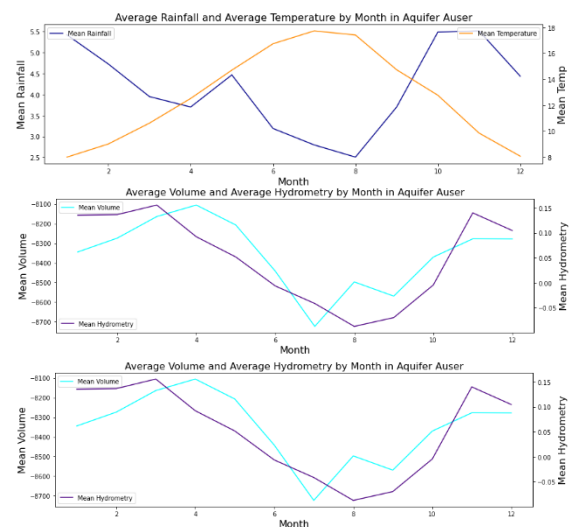 Average Rainfall and Average Temperature by Month in Aquifer Auser
Mean Rainfall
Mean Temperature
5.5
5.0
4.5
4.0
3.5
3.0
2.5
18
16
14
12
10
8
Mean Rainfall
Mean Temp
2 4 6 8 10 12
Month
Average Volume and Average Hydrometry by Month in Aquifer Auser
Mean Volume
Mean Hydrometry
−8100
−8200
−8300
−8400
−8500
−8600
−8700
0.15
0.10
0.05
0.00
−0.05
Mean Volume
Mean Hydrometry
2 4 6 8 10 12
Month
Average Volume and Average Hydrometry by Month in Aquifer Auser
Mean Volume
Mean Hydrometry
−8100
−8200
−8300
−8400
−8500
−8600
−8700
0.15
0.10
0.05
0.00
−0.05
Mean Volume
Mean Hydrometry
2 4 6 8 10 12
Month